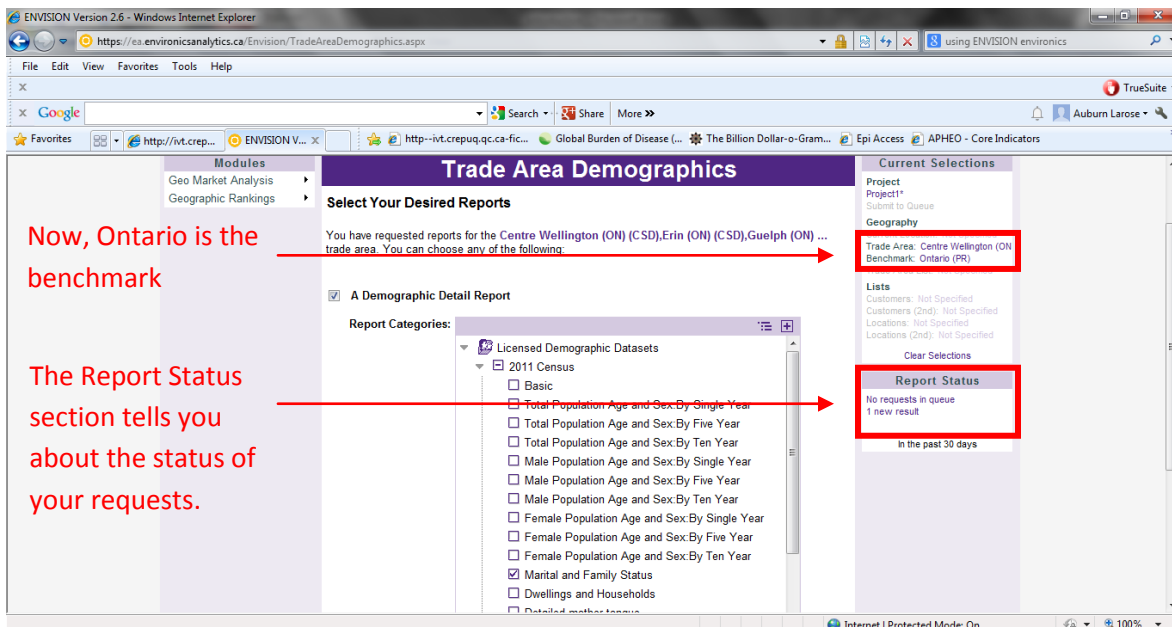 ENVISION Version 2.6 - Windows Internet Explorer
https://ea.environicsanalytics.ca/Envision/TradeAreaDemographics.aspx
using ENVISION environics
File Edit View Favorites Tools Help
x
TrueSuite
x Google
Search
Share
More »
Auburn Larose
Favorites
http://ivt.crep...
ENVISION V... X
http--ivt.crepuq.qc.ca-fic...
Global Burden of Disease (...
The Billion Dollar-o-Gram...
Epi Access
APHEO - Core Indicators
Modules
Geo Market Analysis
Geographic Rankings
Now, Ontario is the
benchmark
The Report Status
section tells you
about the status of
your requests.
Trade Area Demographics
Select Your Desired Reports
You have requested reports for the Centre Wellington (ON) (CSD),Erin (ON) (CSD),Guelph (ON) ...
trade area. You can choose any of the following:
A Demographic Detail Report
Report Categories:
Licensed Demographic Datasets
2011 Census
Basic
Total Population Age and Sex:By Single Year
Total Population Age and Sex:By Five Year
Total Population Age and Sex:By Ten Year
Male Population Age and Sex:By Single Year
Male Population Age and Sex:By Five Year
Male Population Age and Sex:By Ten Year
Female Population Age and Sex:By Single Year
Female Population Age and Sex:By Five Year
Female Population Age and Sex:By Ten Year
Marital and Family Status
Dwellings and Households
Detailed mother tongue
Current Selections
Project
Project1*
Submit to Queue
Geography
Trade Area: Centre Wellington (ON
Benchmark: Ontario (PR)
Lists
Customers: Not Specified
Customers (2nd): Not Specified
Locations: Not Specified
Locations (2nd): Not Specified
Clear Selections
Report Status
No requests in queue
1 new result
In the past 30 days
Internet | Protected Mode: On
100%